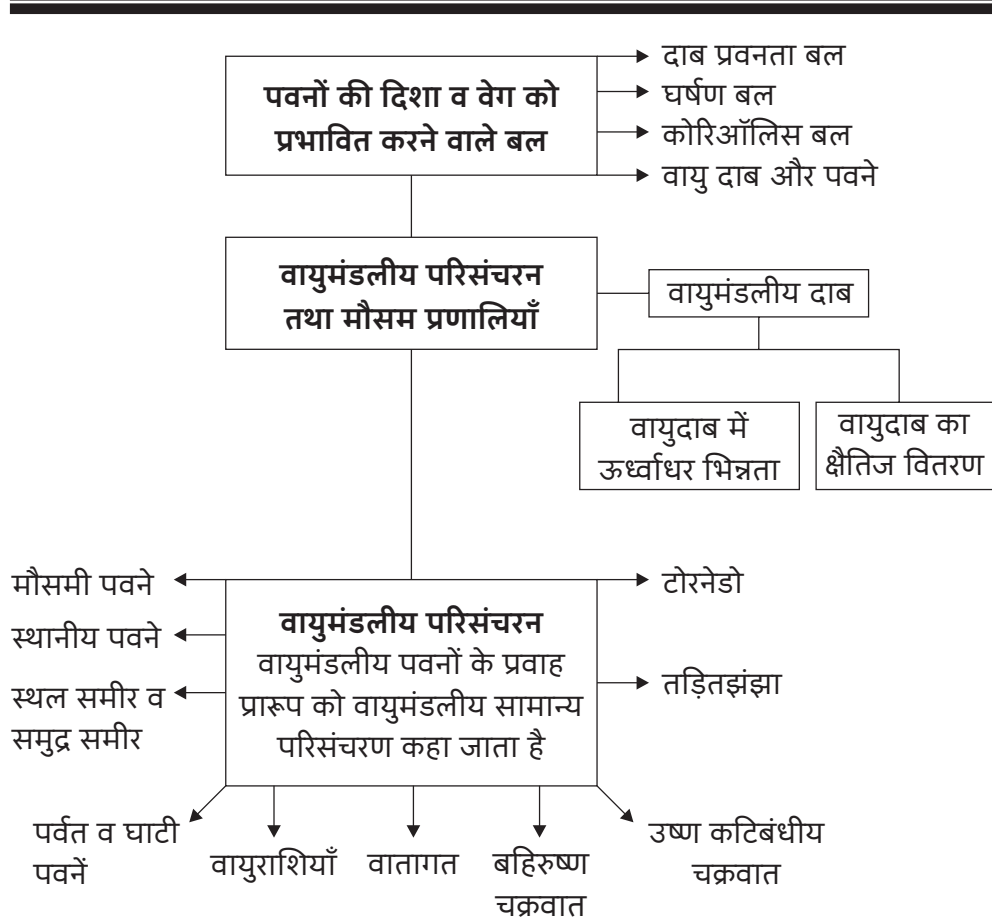 पवनों की दिशा व वेग को
प्रभावित करने वाले बल
दाब प्रवनता बल
घर्षण बल
कोरिऑलिस बल
वायु दाब और पवने
वायुमंडलीय परिसंचरन
तथा मौसम प्रणालियाँ
वायुमंडलीय दाब
वायुदाब में
ऊर्ध्वाधर भिन्नता
वायुदाब का
क्षैतिज वितरण
मौसमी पवने
स्थानीय पवने
स्थल समीर व
समुद्र समीर
वायुमंडलीय परिसंचरन
वायुमंडलीय पवनों के प्रवाह
प्रारूप को वायुमंडलीय सामान्य
परिसंचरण कहा जाता है
टोरनेडो
तड़ितझंझा
पर्वत व घाटी
पवनें
वायुराशियाँ
वातागत
बहिरुष्ण
चक्रवात
उष्ण कटिबंधीय
चक्रवात